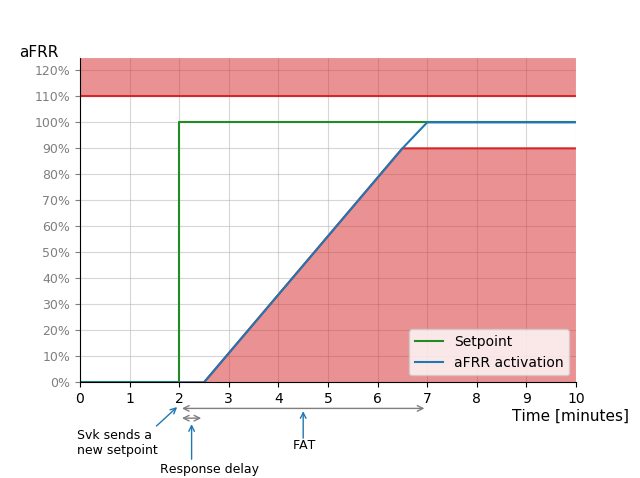 aFRR
120%
110%
100%
90%
80%
70%
60%
50%
40%
30%
20%
10%
0%
Setpoint
aFRR activation
0 1 2 3 4 5 6 7 8 9 10
Time [minutes]
Svk sends a
new setpoint
FAT
Response delay